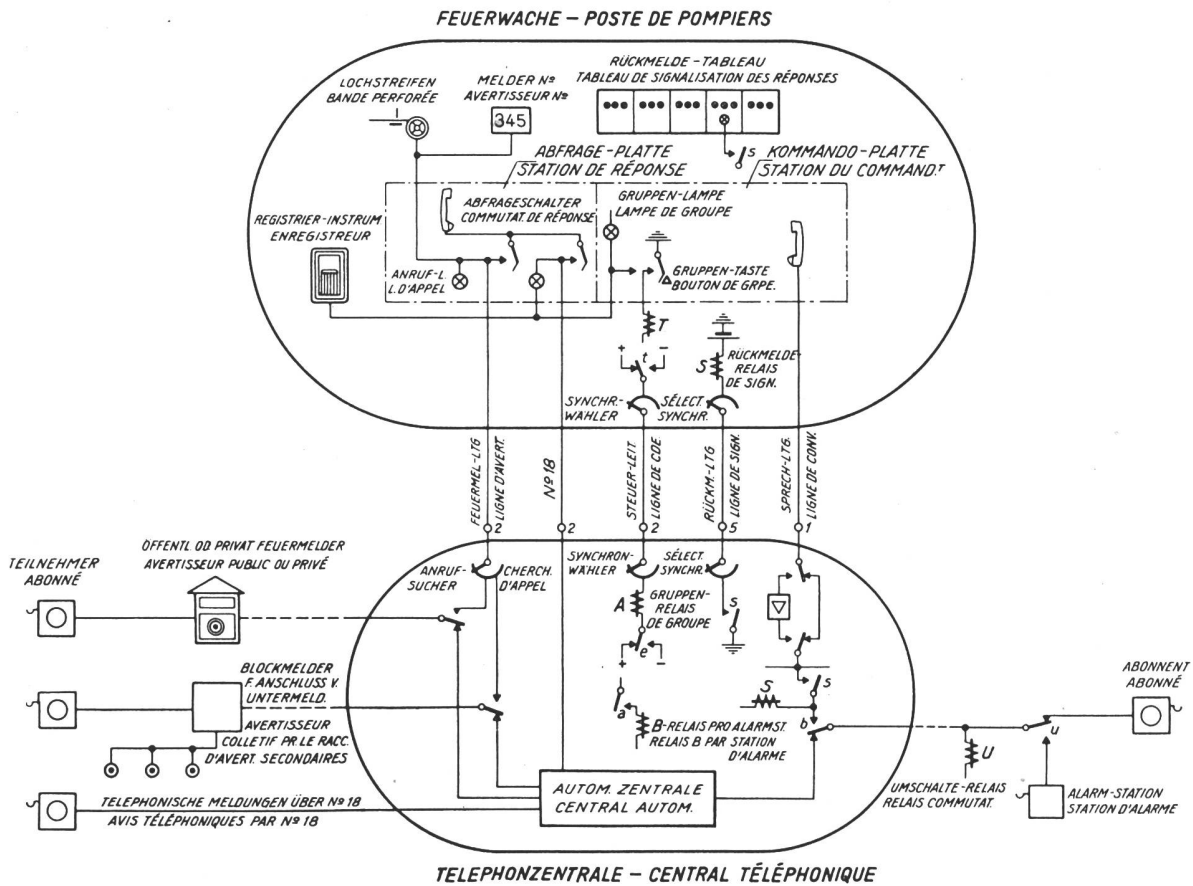 FEUERWACHE – POSTE DE POMPIERS
LOCHSTREIFEN
BANDE PERFORÉE
MELDER No
AVERTISSEUR No
345
RÜCKMELDE – TABLEAU
TABLEAU DE SIGNALISATION DES RÉPONSES
s
ABFRAGE – PLATTE
STATION DE RÉPONSE
KOMMANDO – PLATTE
STATION DU COMMAND.T
REGISTRIER – INSTRUM
ENREGISTREUR
ABFRAGESCHALTER
COMMUTAT. DE RÉPONSE
GRUPPEN – LAMPE
LAMPE DE GROUPE
ANRUF – L.
L. D'APPEL
GRUPPEN – TASTE
BOUTON DE GRPE.
T
+ t –
S
RÜCKMELDE-
RELAIS
DE SIGN.
SYNCHR.-
WÄHLER
SÉLECT.
SYNCHR.
FEUERMEL-LTG
LIGNE D'AVERT.
No 18
STEUER-LEIT.
LIGNE DE CDE.
RÜCKM.-LTG
LIGNE DE SIGN.
SPRECH-LTG.
LIGNE DE CONV.
2
2
2
5
1
TEILNEHMER
ABONNÉ
ÖFFENTL OD PRIVAT FEUERMELDER
AVERTISSEUR PUBLIC OU PRIVÉ
ANRUF-
SUCHER
CHERCH.
D'APPEL
SYNCHRON-
WÄHLER
SÉLECT.
SYNCHR.
A
GRUPPEN-
RELAIS
DE GROUPE
s
+ e –
BLOCKMELDER
F. ANSCHLUSS V.
UNTERMELD.
AVERTISSEUR
COLLETIF PR. LE RACC.
D'AVERT. SECONDAIRES
a
B-RELAIS PRO ALARMST.
RELAIS B PAR STATION
D'ALARME
S
s
b
ABONNENT
ABONNÉ
u
U
UMSCHALTE – RELAIS
RELAIS COMMUTAT.
ALARM – STATION
STATION D'ALARME
TELEPHONISCHE MELDUNGEN ÜBER No 18
AVIS TÉLÉPHONIQUES PAR No 18
AUTOM. ZENTRALE
CENTRAL AUTOM.
TELEPHONZENTRALE – CENTRAL TÉLÉPHONIQUE